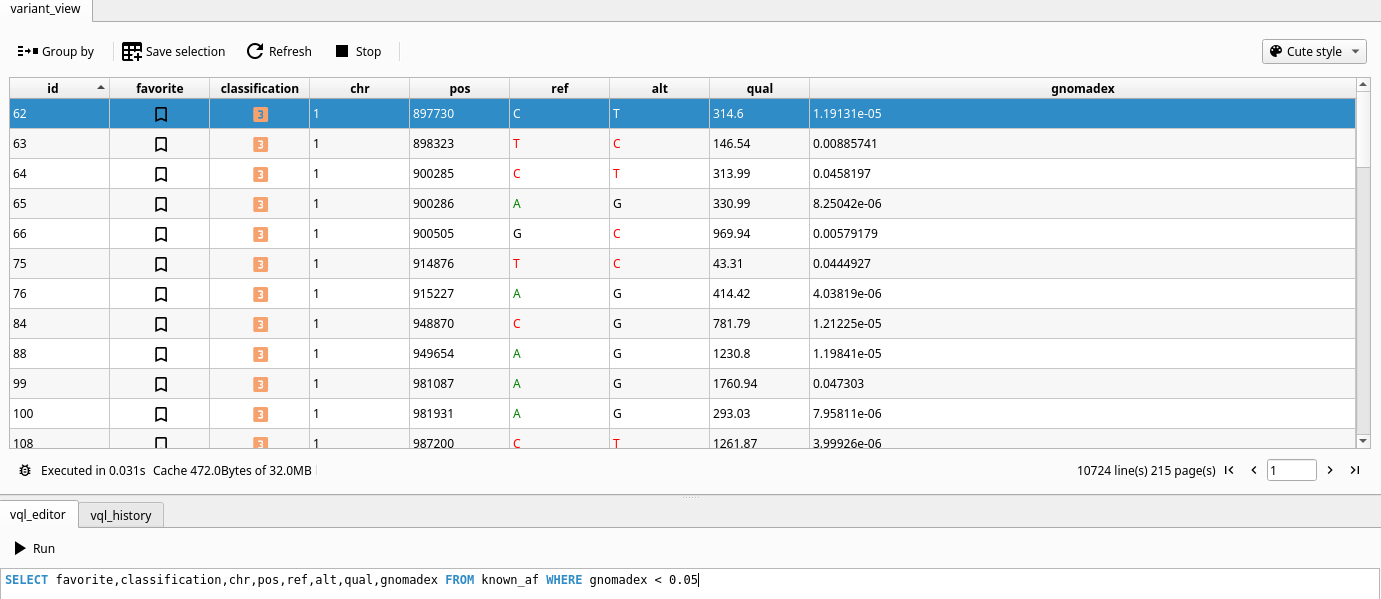 variant_view
Group by Save selection Refresh Stop Cute style
id favorite classification chr pos ref alt qual gnomadex
62 3 1 897730 C T 314.6 1.19131e-05
63 3 1 898323 T C 146.54 0.00885741
64 3 1 900285 C T 313.99 0.0458197
65 3 1 900286 A G 330.99 8.25042e-06
66 3 1 900505 G C 969.94 0.00579179
75 3 1 914876 T C 43.31 0.0444927
76 3 1 915227 A G 414.42 4.03819e-06
84 3 1 948870 C G 781.79 1.21225e-05
88 3 1 949654 A G 1230.8 1.19841e-05
99 3 1 981087 A G 1760.94 0.047303
100 3 1 981931 A G 293.03 7.95811e-06
108 3 1 987200 C T 1261.87 3.99926e-06
Executed in 0.031s Cache 472.0Bytes of 32.0MB 10724 line(s) 215 page(s) 1
vql_editor vql_history
Run
SELECT favorite,classification,chr,pos,ref,alt,qual,gnomadex FROM known_af WHERE gnomadex < 0.05